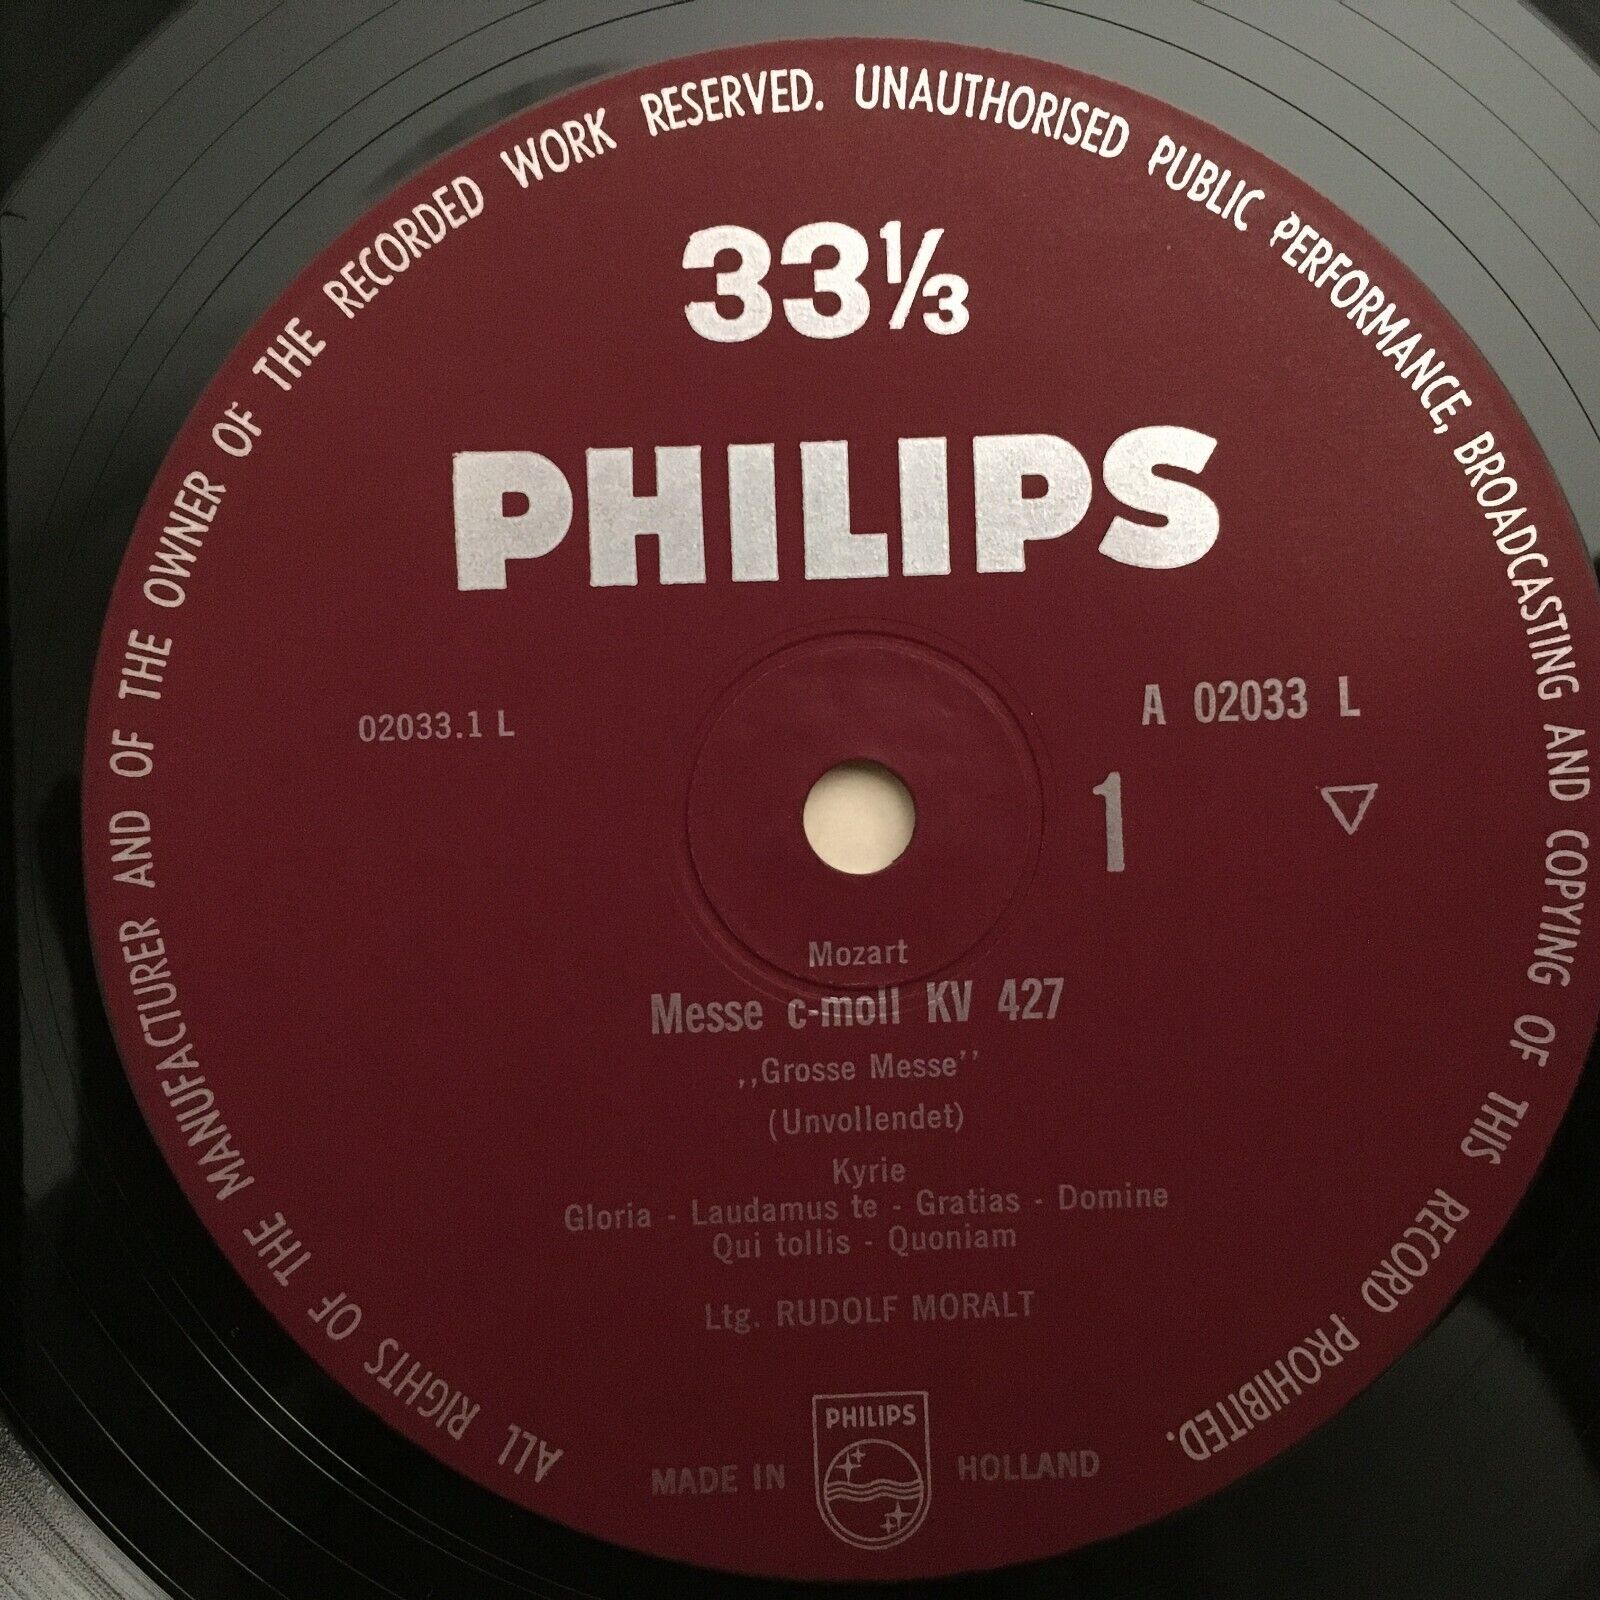 ALL RIGHTS OF THE MANUFACTURER AND OF THE OWNER OF THE RECORDED WORK RESERVED. UNAUTHORISED PUBLIC PERFORMANCE, BROADCASTING AND COPYING OF THIS RECORD PROHIBITED.
33⅓
PHILIPS
02033.1 L
A 02033 L
1
Mozart
Messe c-moll KV 427
,,Grosse Messe''
(Unvollendet)
Kyrie
Gloria - Laudamus te - Gratias - Domine
Qui tollis - Quoniam
Ltg. RUDOLF MORALT
PHILIPS
MADE IN HOLLAND